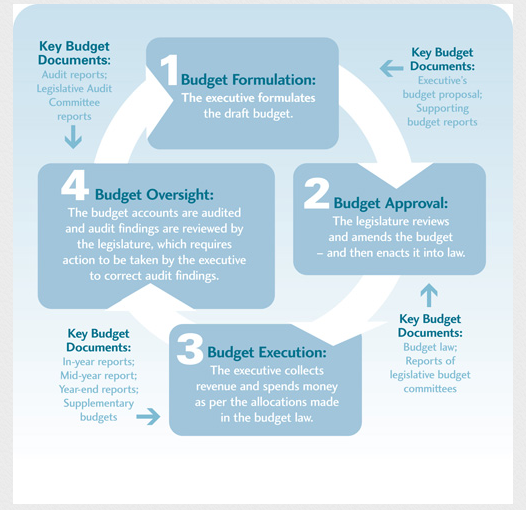 Key Budget
Documents:
Audit reports;
Legislative Audit
Committee
reports
1
Budget Formulation:
The executive formulates
the draft budget.
Key Budget
Documents:
Executive's
budget proposal;
Supporting
budget reports
4
Budget Oversight:
The budget accounts are audited
and audit findings are reviewed by
the legislature, which requires
action to be taken by the executive
to correct audit findings.
2
Budget Approval:
The legislature reviews
and amends the budget
– and then enacts it into law.
Key Budget
Documents:
In-year reports;
Mid-year report;
Year-end reports;
Supplementary
budgets
3
Budget Execution:
The executive collects
revenue and spends money
as per the allocations made
in the budget law.
Key Budget
Documents:
Budget law;
Reports of
legislative budget
committees